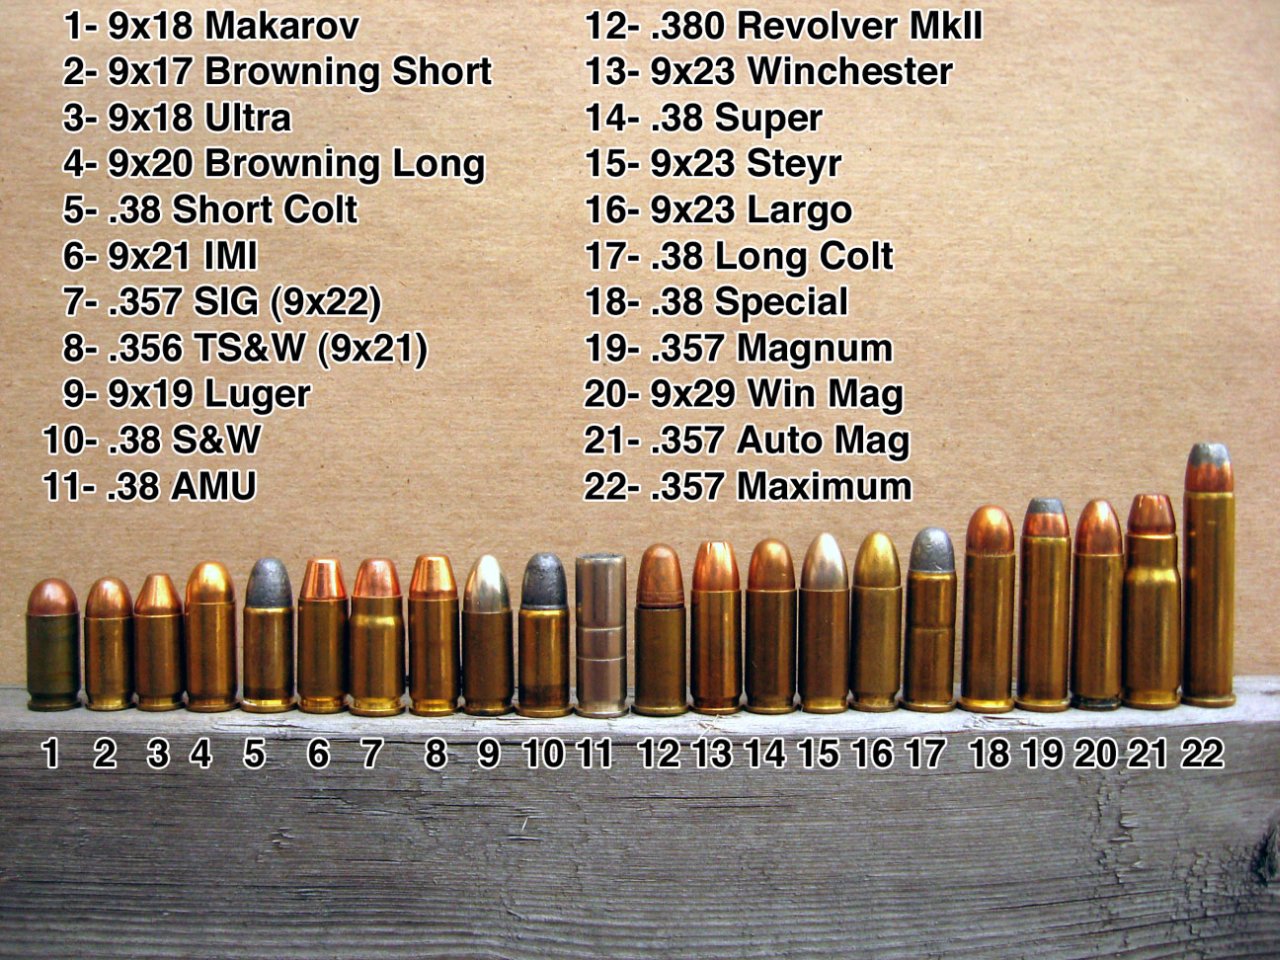 1- 9x18 Makarov
2- 9x17 Browning Short
3- 9x18 Ultra
4- 9x20 Browning Long
5- .38 Short Colt
6- 9x21 IMI
7- .357 SIG (9x22)
8- .356 TS&W (9x21)
9- 9x19 Luger
10- .38 S&W
11- .38 AMU
12- .380 Revolver MkII
13- 9x23 Winchester
14- .38 Super
15- 9x23 Steyr
16- 9x23 Largo
17- .38 Long Colt
18- .38 Special
19- .357 Magnum
20- 9x29 Win Mag
21- .357 Auto Mag
22- .357 Maximum
1 2 3 4 5 6 7 8 9 10 11 12 13 14 15 16 17 18 19 20 21 22